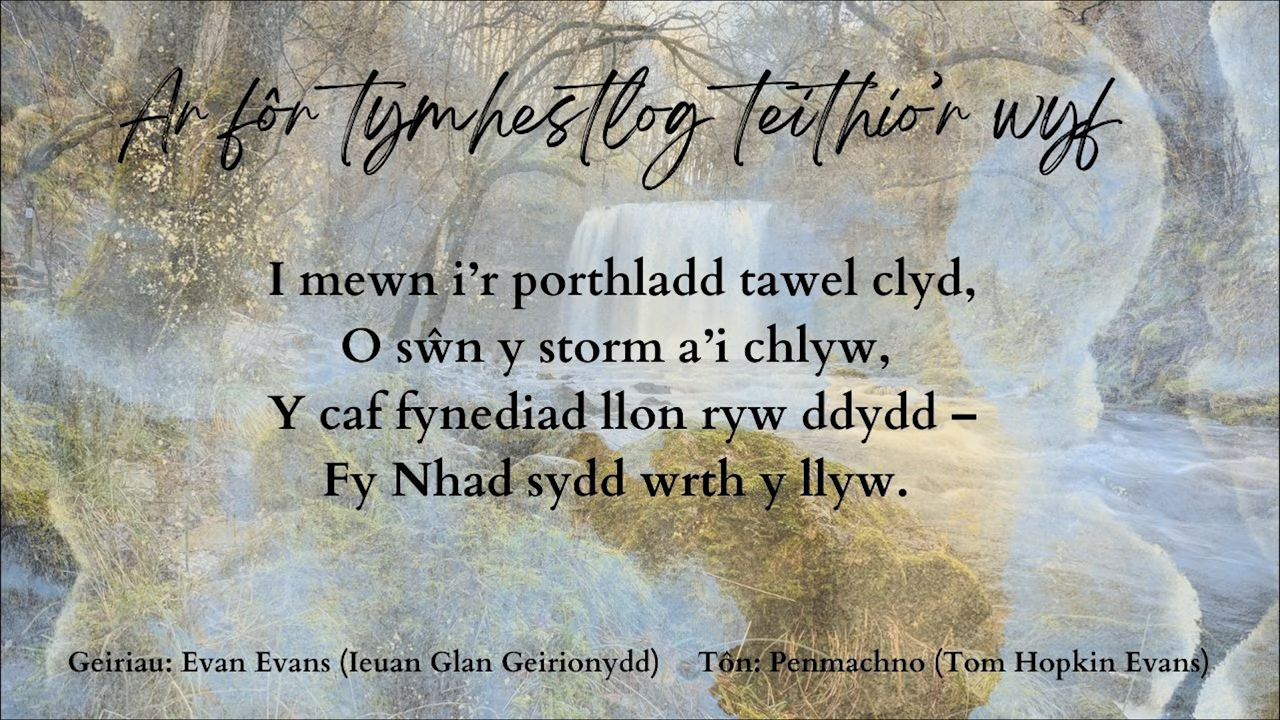 Ar fôr tymhestlog teithio'r wyf
I mewn i’r porthladd tawel clyd,
O sŵn y storm a’i chlyw,
Y caf fynediad llon ryw ddydd –
Fy Nhad sydd wrth y llyw.
Geiriau: Evan Evans (Ieuan Glan Geirionydd) Tôn: Penmachno (Tom Hopkin Evans)